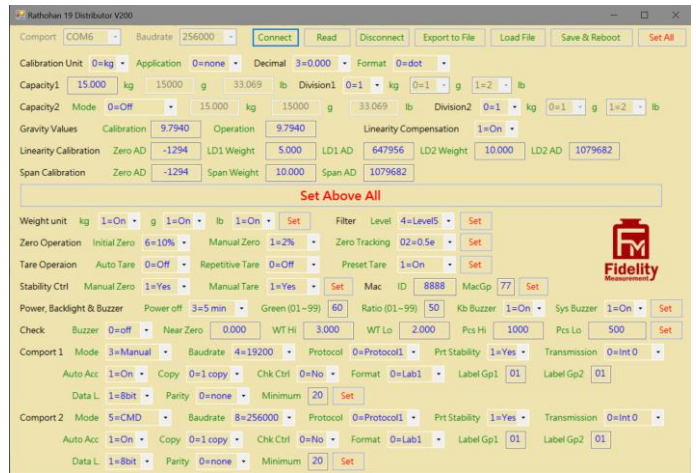 Rathohan 19 Distributor V200
Comport COM6 Baudrate 256000 Connect Read Disconnect Export to File Load File Save & Reboot Set All
Calibration Unit 0=kg Application 0=none Decimal 3=0.000 Format 0=dot
Capacity1 15.000 kg 15000 g 33.069 lb Division1 0=1 kg 0=1 g 1=2 lb
Capacity2 Mode 0=Off 15.000 kg 15000 g 33.069 lb Division2 0=1 kg 0=1 g 1=2 lb
Gravity Values Calibration 9.7940 Operation 9.7940 Linearity Compensation 1=On
Linearity Calibration Zero AD -1294 LD1 Weight 5.000 LD1 AD 647956 LD2 Weight 10.000 LD2 AD 1079682
Span Calibration Zero AD -1294 Span Weight 10.000 Span AD 1079682
Set Above All
Weight unit kg 1=On g 1=On lb 1=On Set Filter Level 4=Level5 Set
Zero Operation Initial Zero 6=10% Manual Zero 1=2% Zero Tracking 02=0.5e Set
Tare Operaion Auto Tare 0=Off Repetitive Tare 0=Off Preset Tare 1=On Set
Stability Ctrl Manual Zero 1=Yes Manual Tare 1=Yes Set Mac ID 8888 MacGp 77 Set
FM
Fidelity
Measurement
Power, Backlight & Buzzer Power off 3=5 min Green (01~99) 60 Ratio (01~99) 50 Kb Buzzer 1=On Sys Buzzer 1=On Set
Check Buzzer 0=off Near Zero 0.000 WT Hi 3.000 WT Lo 2.000 Pcs Hi 1000 Pcs Lo 500 Set
Comport 1 Mode 3=Manual Baudrate 4=19200 Protocol 0=Protocol1 Prt Stability 1=Yes Transmission 0=Int 0
Auto Acc 1=On Copy 0=1 copy Chk Ctrl 0=No Format 0=Lab1 Label Gp1 01 Label Gp2 01
Data L. 1=8bit Parity 0=none Minimum 20 Set
Comport 2 Mode 5=CMD Baudrate 8=256000 Protocol 0=Protocol1 Prt Stability 1=Yes Transmission 0=Int 0
Auto Acc 1=On Copy 0=1 copy Chk Ctrl 0=No Format 0=Lab1 Label Gp1 01 Label Gp2 01
Data L. 1=8bit Parity 0=none Minimum 20 Set